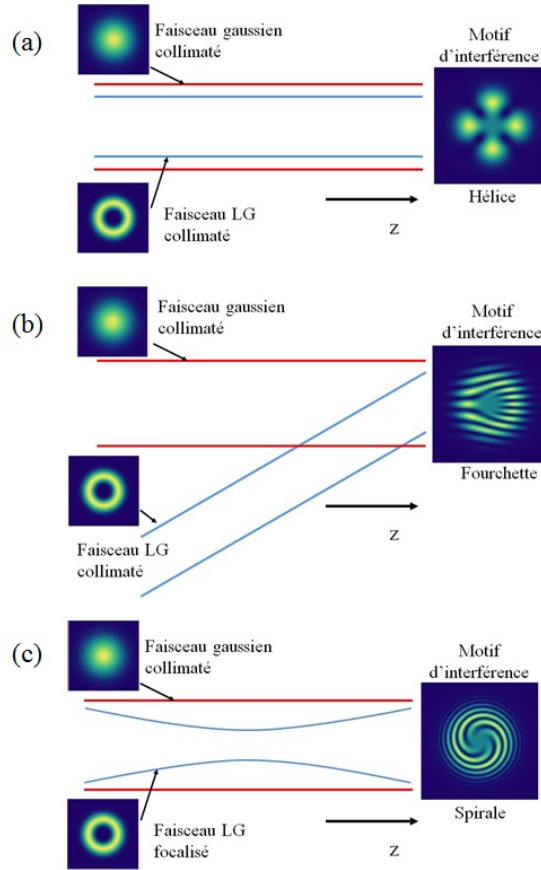 (a)
Faisceau gaussien
collimaté
Motif
d'interférence
Faisceau LG
collimaté
Z
Hélice
(b)
Faisceau gaussien
collimaté
Motif
d'interférence
Faisceau LG
collimaté
Z
Fourchette
(c)
Faisceau gaussien
collimaté
Motif
d'interférence
Faisceau LG
focalisé
Z
Spirale